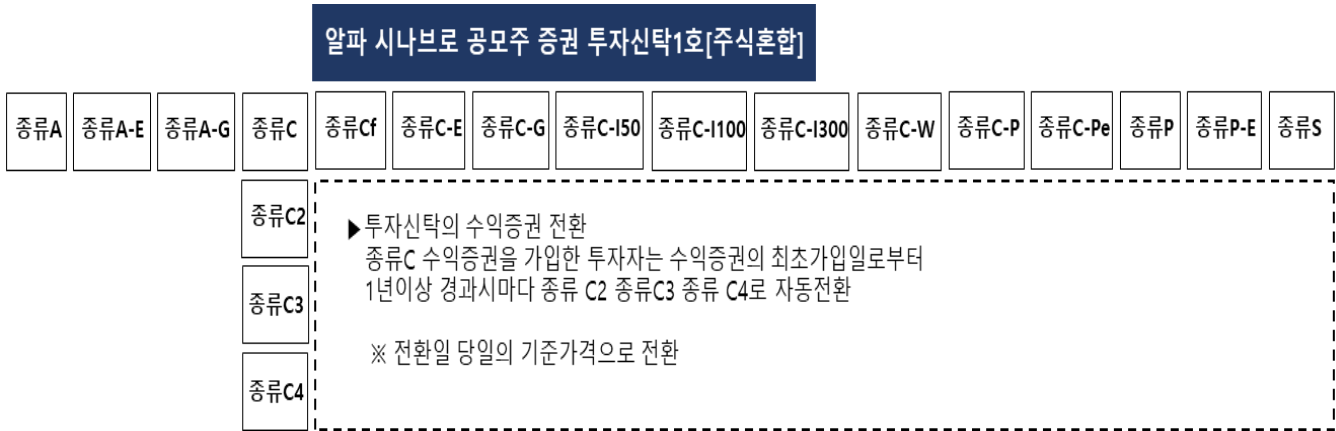 알파 시나브로 공모주 증권 투자신탁1호[주식혼합]
종류A 종류A-E 종류A-G 종류C 종류Cf 종류C-E 종류C-G 종류C-I50 종류C-I100 종류C-I300 종류C-W 종류C-P 종류C-Pe 종류P 종류P-E 종류S
종류C2
종류C3
종류C4
▶투자신탁의 수익증권 전환
종류C 수익증권을 가입한 투자자는 수익증권의 최초가입일로부터
1년이상 경과시마다 종류 C2 종류C3 종류 C4로 자동전환
※ 전환일 당일의 기준가격으로 전환